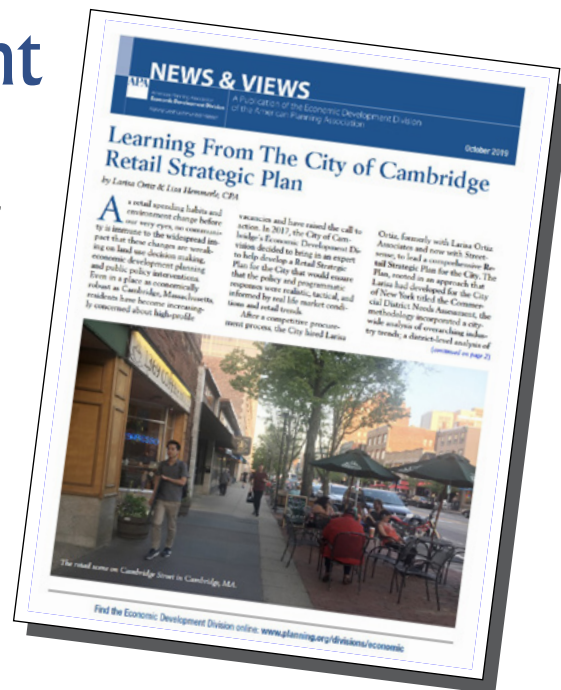 nt
APA
NEWS & VIEWS
American Planning Association
Economic Development Division
A Publication of the Economic Development Division
of the American Planning Association
October 2019
Learning From The City of Cambridge
Retail Strategic Plan
by Larisa Ortiz & Lisa Hemmerle, CPA
As retail spending habits and
environment change before
our very eyes, no communi-
ty is immune to the widespread im-
pact that these changes are wreak-
ing on land use decision making,
economic development planning
and public policy interventions.
Even in a place as economically
robust as Cambridge, Massachusetts,
residents have become increasing-
ly concerned about high-profile
vacancies and have raised the call to
action. In 2017, the City of Cam-
bridge's Economic Development Di-
vision decided to bring in an expert
to help develop a Retail Strategic
Plan for the City that would ensure
that the policy and programmatic
responses were realistic, tactical, and
informed by real life market condi-
tions and retail trends.
After a competitive procure-
ment process, the City hired Larisa
Ortiz, formerly with Larisa Ortiz
Associates and now with Street-
sense, to lead a comprehensive Re-
tail Strategic Plan for the City. The
Plan, rooted in an approach that
Larisa had developed for the City
of New York titled the Commer-
cial District Needs Assessment, the
methodology incorporated a city-
wide analysis of overarching indus-
try trends; a district-level analysis of
(continued on page 2)
The retail scene on Cambridge Street in Cambridge, MA.
Find the Economic Development Division online: www.planning.org/divisions/economic